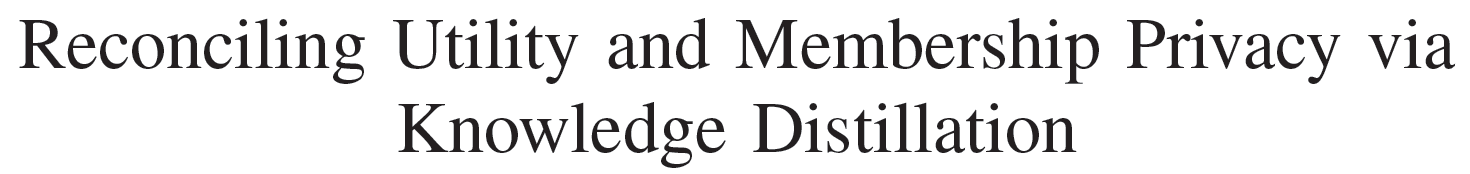 Reconciling Utility and Membership Privacy via
Knowledge Distillation